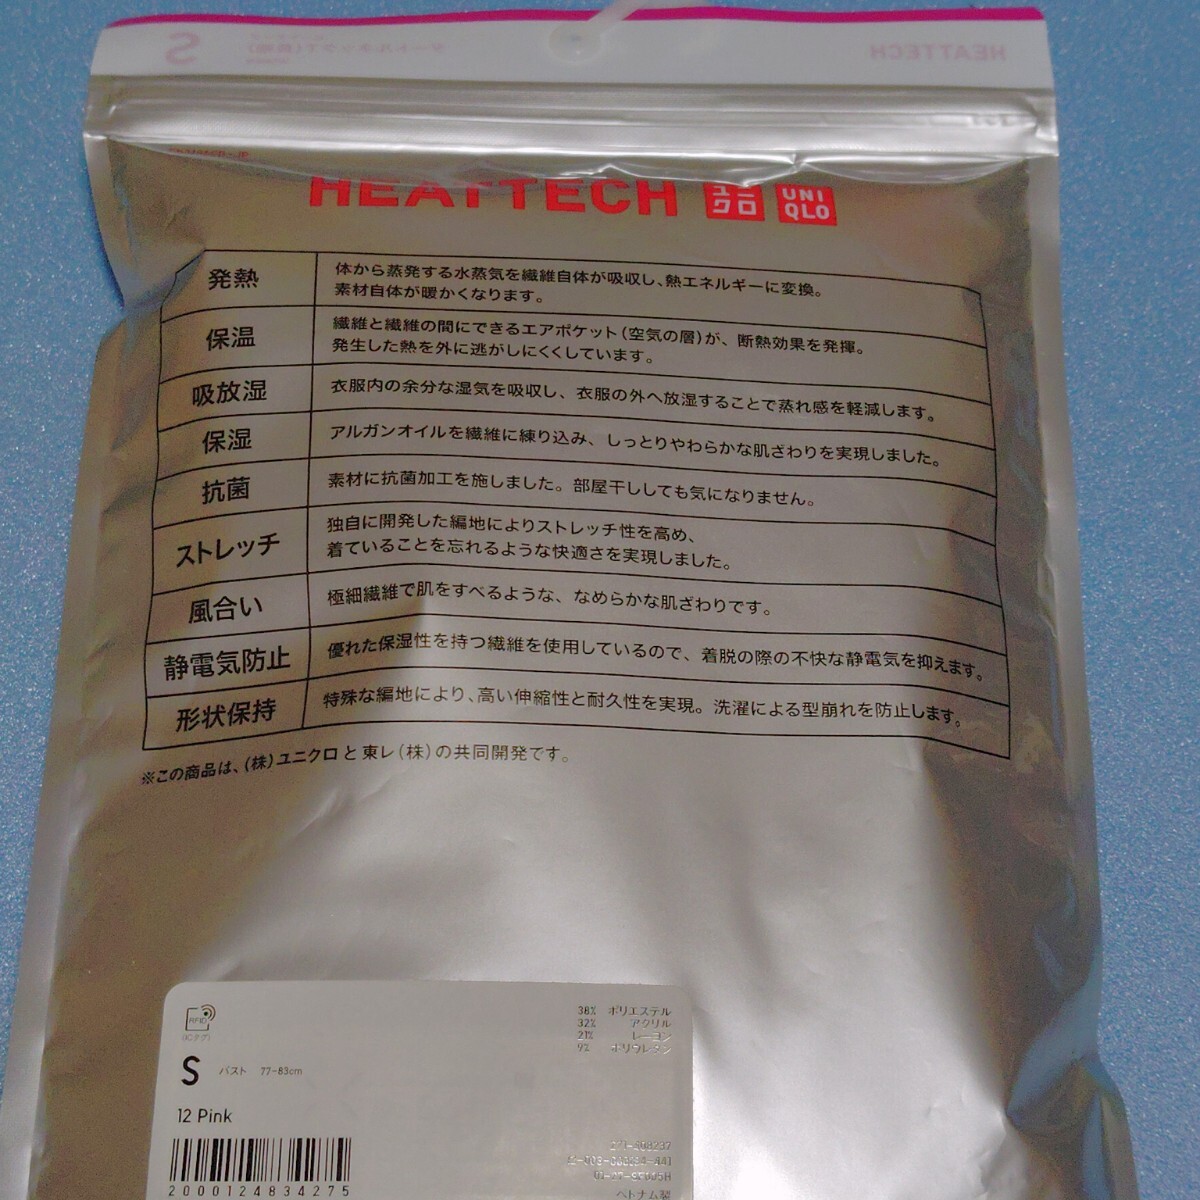 S
HEATTECH
HEATTECH ユニクロ UNIQLO
発熱 体から蒸発する水蒸気を繊維自体が吸収し、熱エネルギーに変換。
素材自体が暖かくなります。
保温 繊維と繊維の間にできるエアポケット(空気の層)が、断熱効果を発揮。
発生した熱を外に逃がしにくくしています。
吸放湿 衣服内の余分な湿気を吸収し、衣服の外へ放湿することで蒸れ感を軽減します。
保湿 アルガンオイルを繊維に練り込み、しっとりやわらかな肌ざわりを実現しました。
抗菌 素材に抗菌加工を施しました。部屋干ししても気になりません。
ストレッチ 独自に開発した編地によりストレッチ性を高め、
着ていることを忘れるような快適さを実現しました。
風合い 極細繊維で肌をすべるような、なめらかな肌ざわりです。
静電気防止 優れた保湿性を持つ繊維を使用しているので、着脱の際の不快な静電気を抑えます。
形状保持 特殊な編地により、高い伸縮性と耐久性を実現。洗濯による型崩れを防止します。
※この商品は、(株)ユニクロと東レ(株)の共同開発です。
RFID
(ICタグ)
38% ポリエステル
32% アクリル
21% レーヨン
9% ポリウレタン
S バスト 77-83cm
12 Pink
2000124834275
ベトナム製